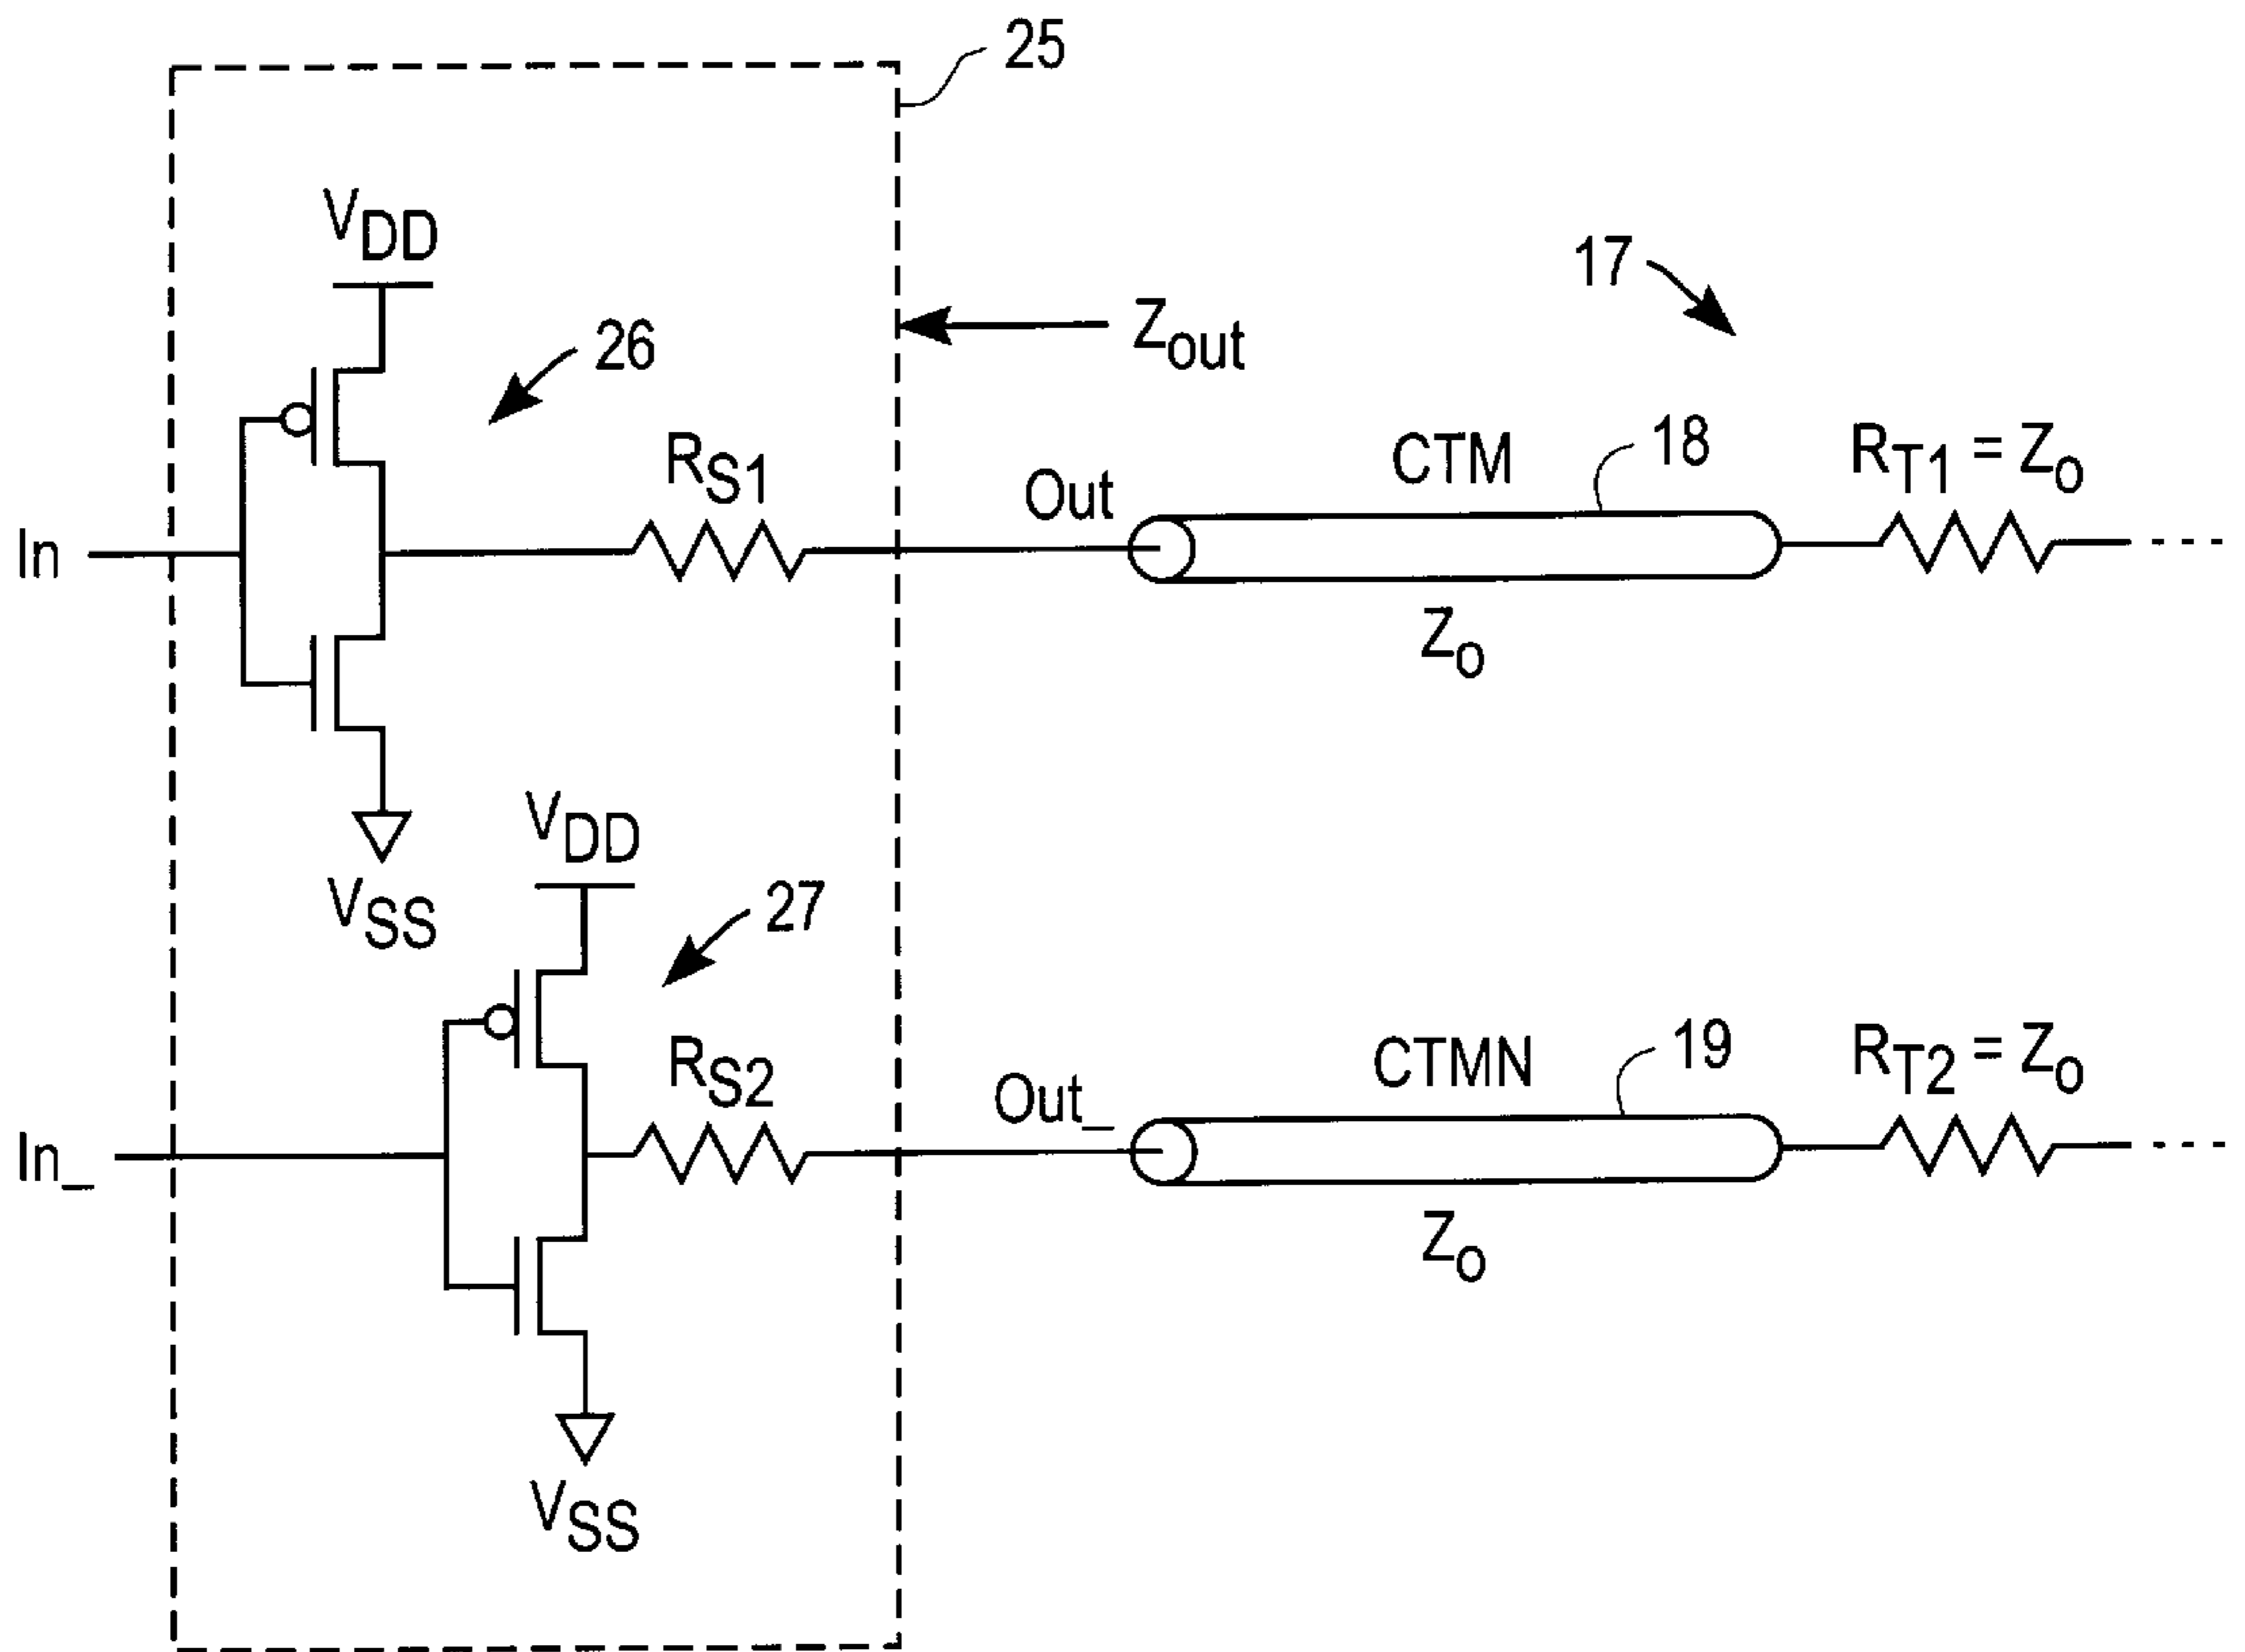 25
VDD
17
26
Zout
RS1
Out
CTM
18
RT1 = Zo
In
Zo
VDD
VSS
27
RS2
Out_
CTMN
19
RT2 = Zo
In_
Zo
VSS